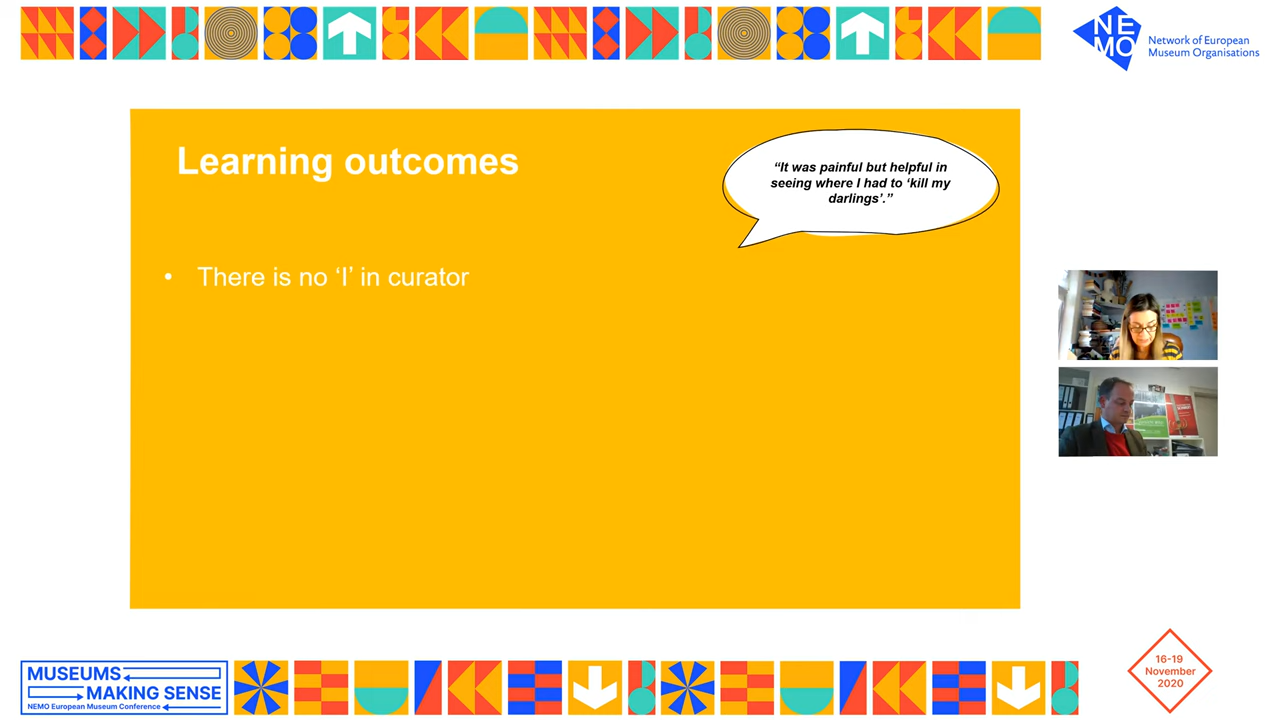 NE
MO
Network of European
Museum Organisations
Learning outcomes
“It was painful but helpful in
seeing where I had to ‘kill my
darlings’.”
• There is no ‘I’ in curator
MUSEUMS
MAKING SENSE
NEMO European Museum Conference
16-19
November
2020